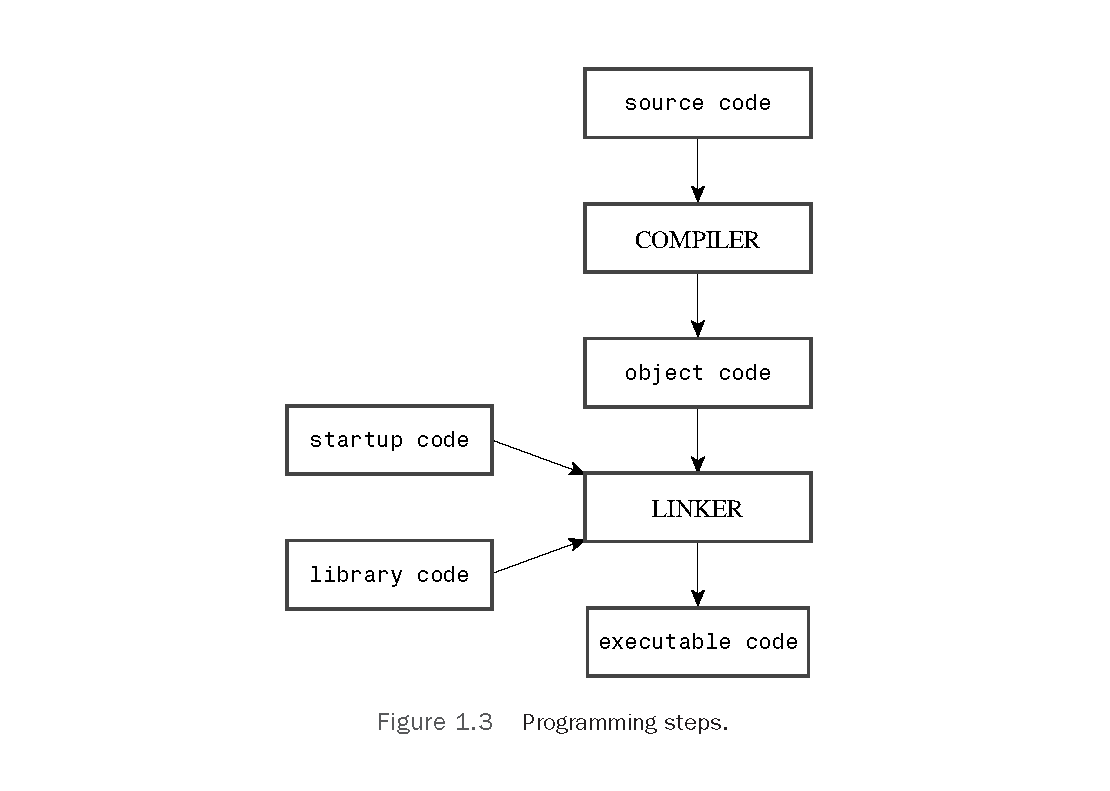 source code
COMPILER
object code
startup code
LINKER
library code
executable code
Figure 1.3 Programming steps.